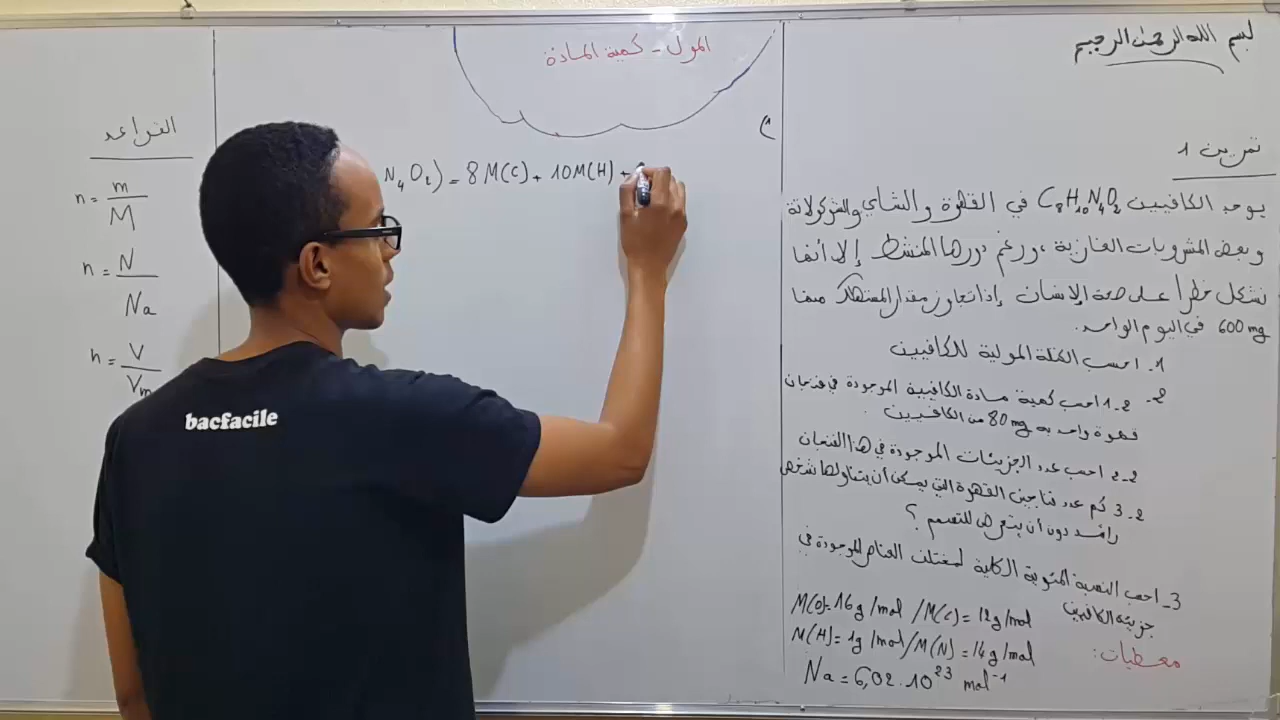 بسم الله الرحمن الرحيم
المول - كمية المادة
تمرين 1
يوجد الكافيين C8H10N4O2 في القهوة والشاي والشوكولاتة
وبعض المشروبات الغازية، ورغم دورها المنشط إلا أنها
تشكل خطرا على صحة الإنسان إذا تجاوز مقدار المستهلك منها
600 mg في اليوم الواحد.
1- احسب الكتلة المولية للكافيين
2-
2-1 احسب كمية مادة الكافيين الموجودة في فنجان
قهوة واحد به 80 mg من الكافيين.
2-2 احسب عدد الجزيئات الموجودة في هذا الفنجان
2-3 كم عدد فناجين القهوة التي يمكن أن يتناولها شخص
راشد دون أن يتعرض للتسمم؟
3- احسب النسبة المئوية الكتلية لمختلف العناصر الموجودة في
جزيئة الكافيين
معطيات:
M(O)=16g/mol / M(C)=12g/mol
M(H)=1g/mol / M(N)=14g/mol
Na=6,02.10^23 mol^-1
N4O2) = 8M(C) + 10M(H) +
القواعد
n = m/M
n = N/Na
n = V/Vm
bacfacile